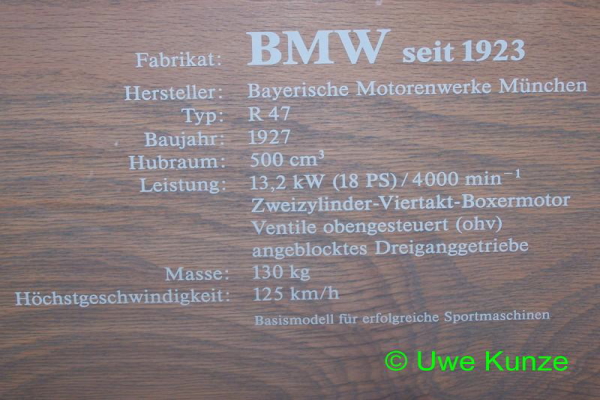 Fabrikat: BMW seit 1923
Hersteller: Bayerische Motorenwerke München
Typ: R 47
Baujahr: 1927
Hubraum: 500 cm³
Leistung: 13,2 kW (18 PS) / 4000 min⁻¹
Zweizylinder-Viertakt-Boxermotor
Ventile obengesteuert (ohv)
angeblocktes Dreiganggetriebe
Masse: 130 kg
Höchstgeschwindigkeit: 125 km/h
Basismodell für erfolgreiche Sportmaschinen
© Uwe Kunze